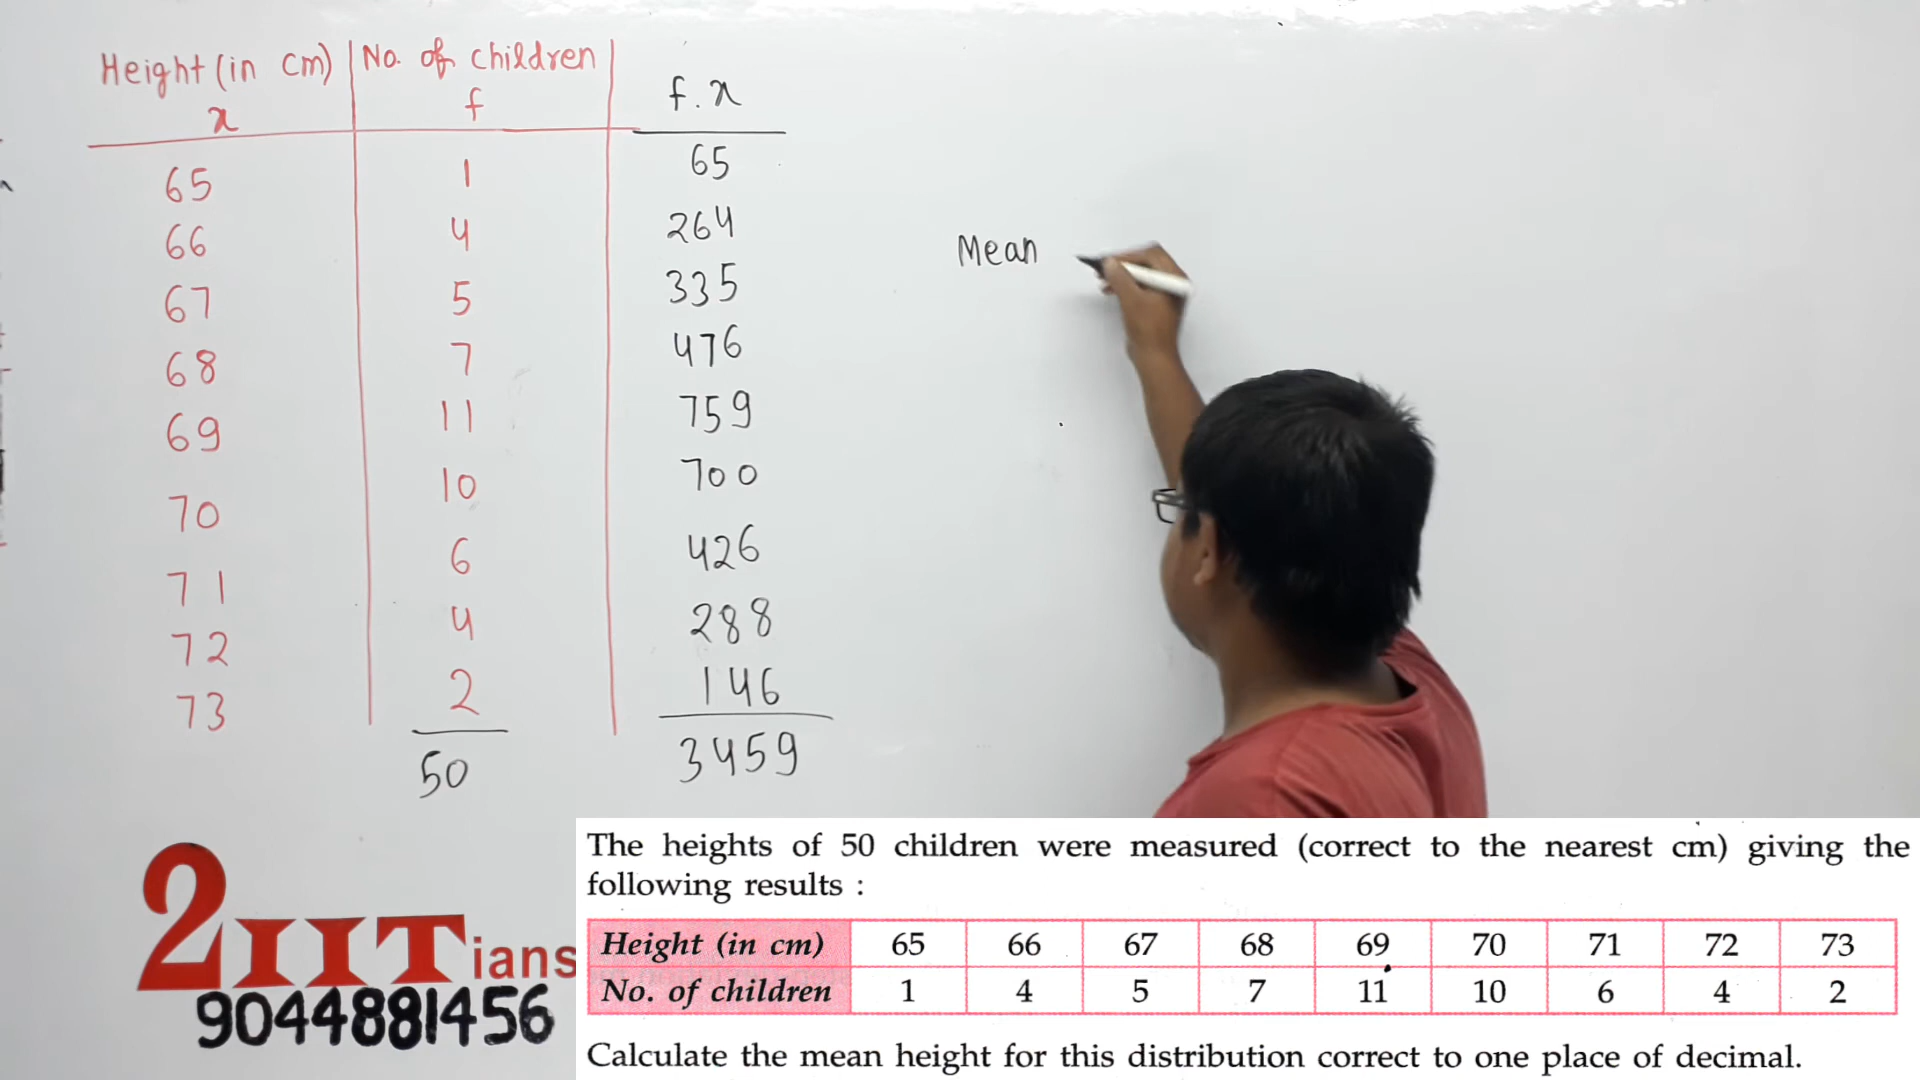 Height (in cm) No. of children f.x
x f
65 1 65
66 4 264
67 5 335
68 7 476
69 11 759
70 10 700
71 6 426
72 4 288
73 2 146
50 3459
Mean
2IITians
9044881456
The heights of 50 children were measured (correct to the nearest cm) giving the
following results :
Height (in cm) 65 66 67 68 69 70 71 72 73
No. of children 1 4 5 7 11 10 6 4 2
Calculate the mean height for this distribution correct to one place of decimal.